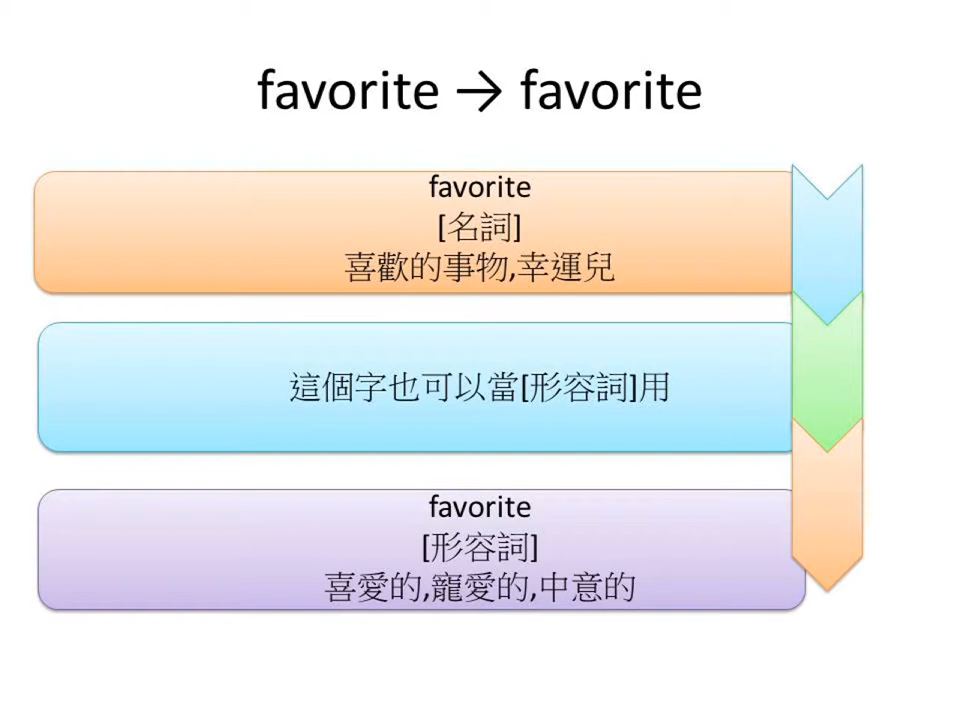 favorite → favorite
favorite
[名詞]
喜歡的事物,幸運兒
這個字也可以當[形容詞]用
favorite
[形容詞]
喜愛的,寵愛的,中意的